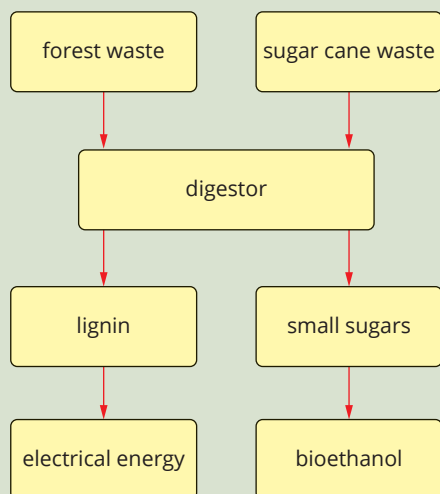 forest waste
sugar cane waste
digestor
lignin
small sugars
electrical energy
bioethanol